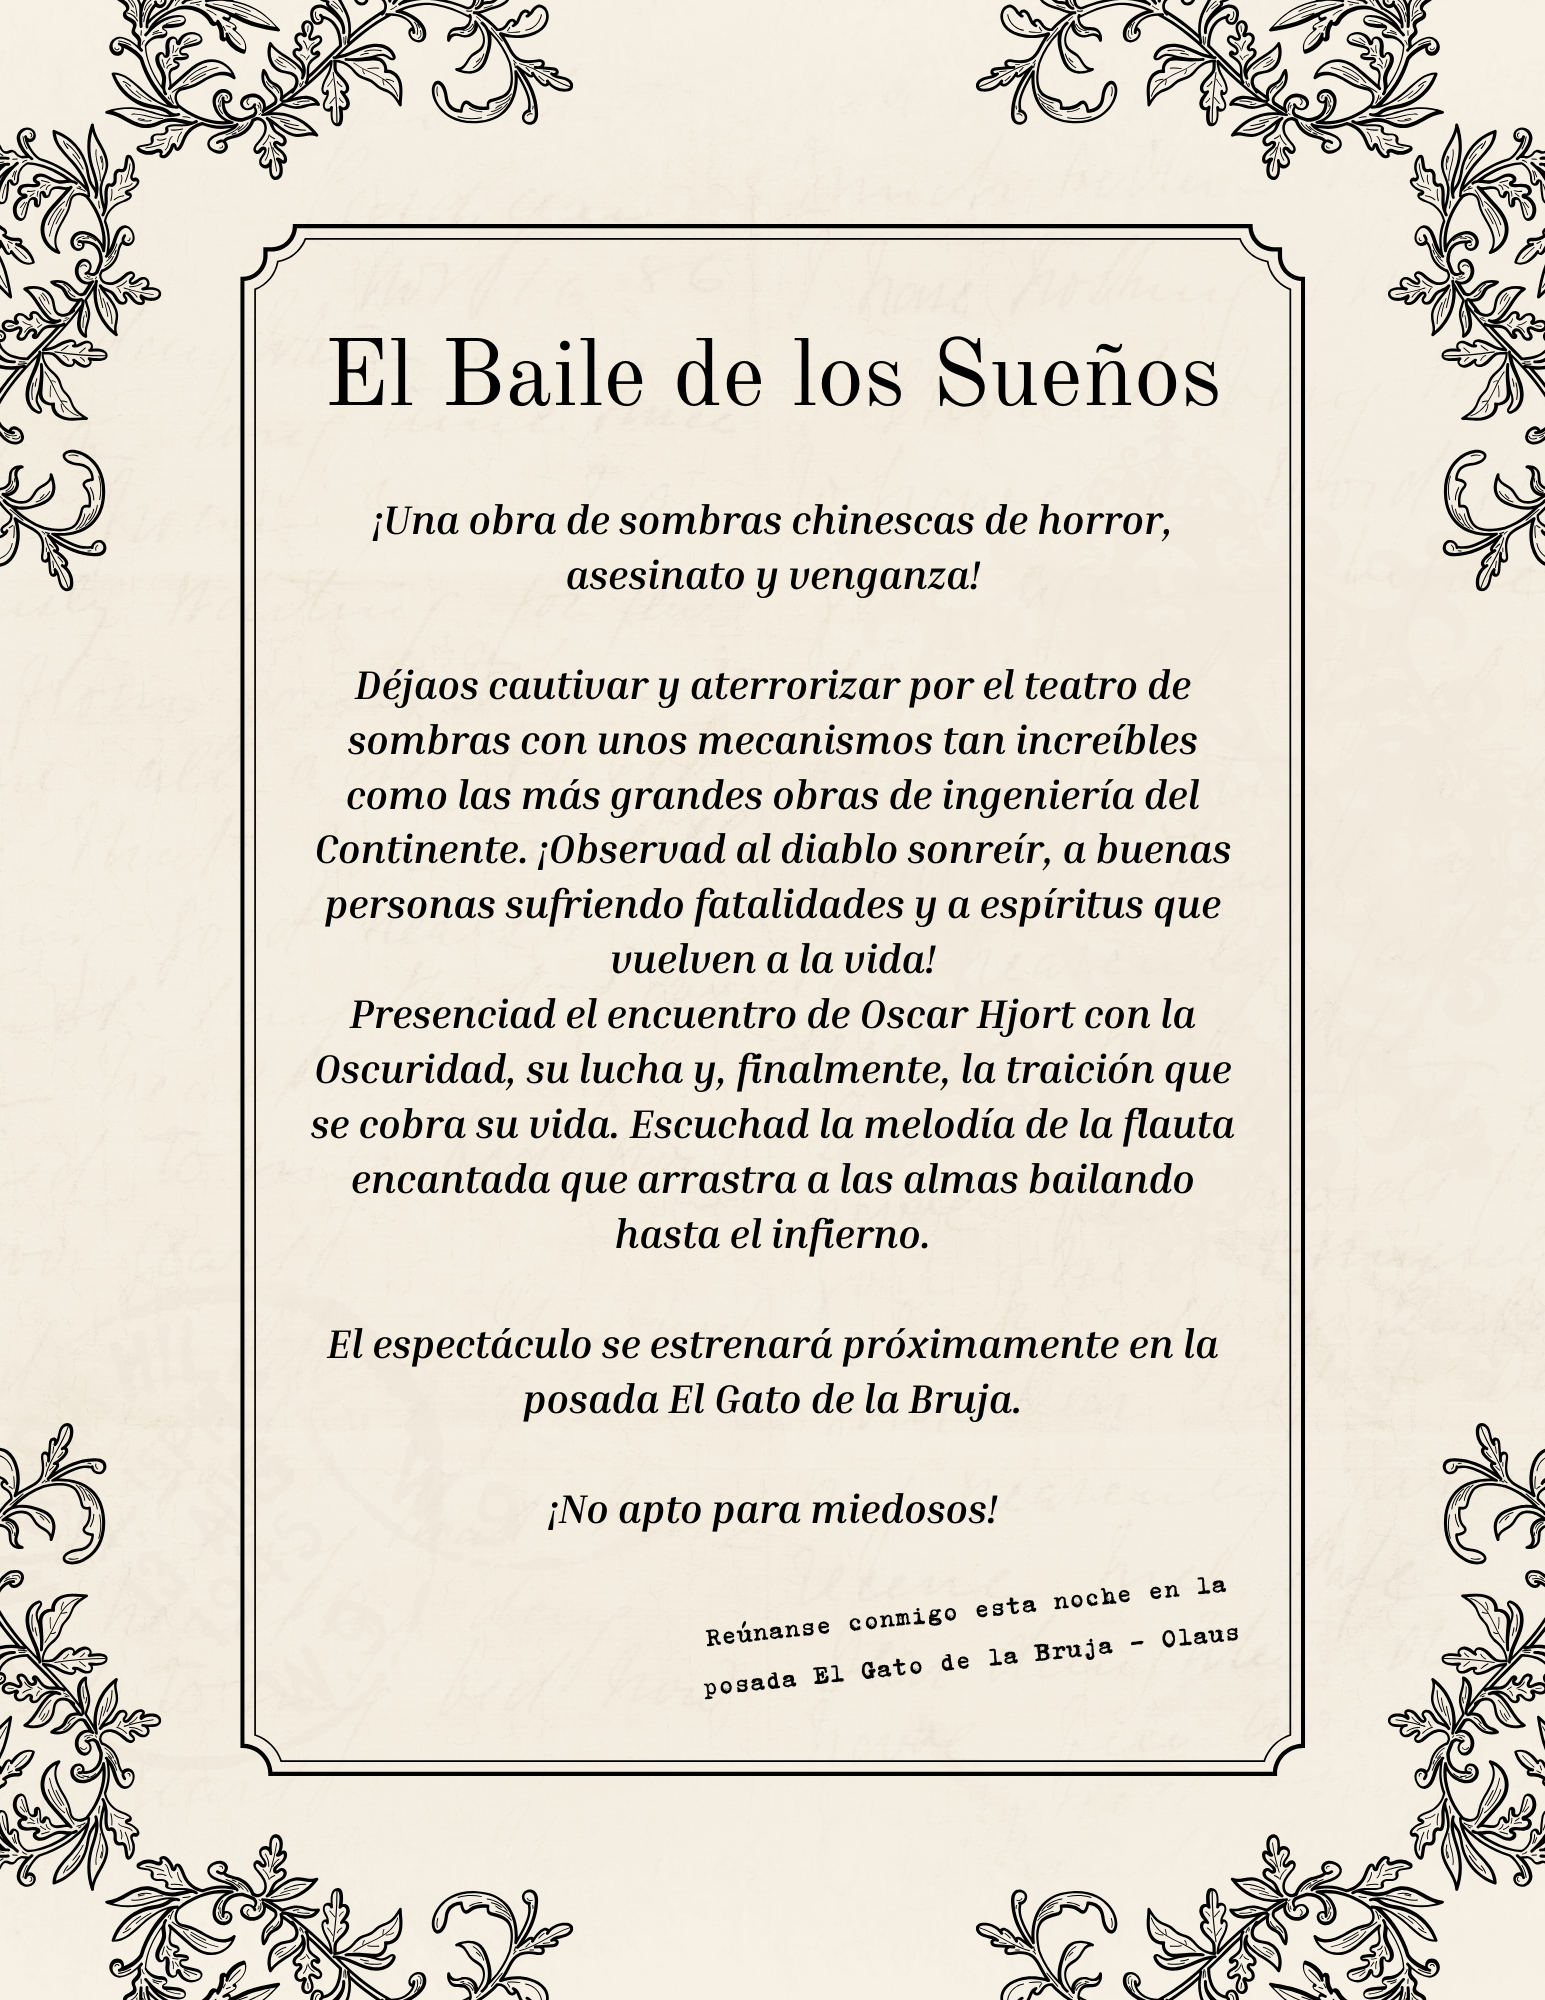 El Baile de los Sueños
¡Una obra de sombras chinescas de horror,
asesinato y venganza!
Déjaos cautivar y aterrorizar por el teatro de
sombras con unos mecanismos tan increíbles
como las más grandes obras de ingeniería del
Continente. ¡Observad al diablo sonreír, a buenas
personas sufriendo fatalidades y a espíritus que
vuelven a la vida!
Presenciad el encuentro de Oscar Hjort con la
Oscuridad, su lucha y, finalmente, la traición que
se cobra su vida. Escuchad la melodía de la flauta
encantada que arrastra a las almas bailando
hasta el infierno.
El espectáculo se estrenará próximamente en la
posada El Gato de la Bruja.
¡No apto para miedosos!
Reúnanse conmigo esta noche en la
posada El Gato de la Bruja - Olaus